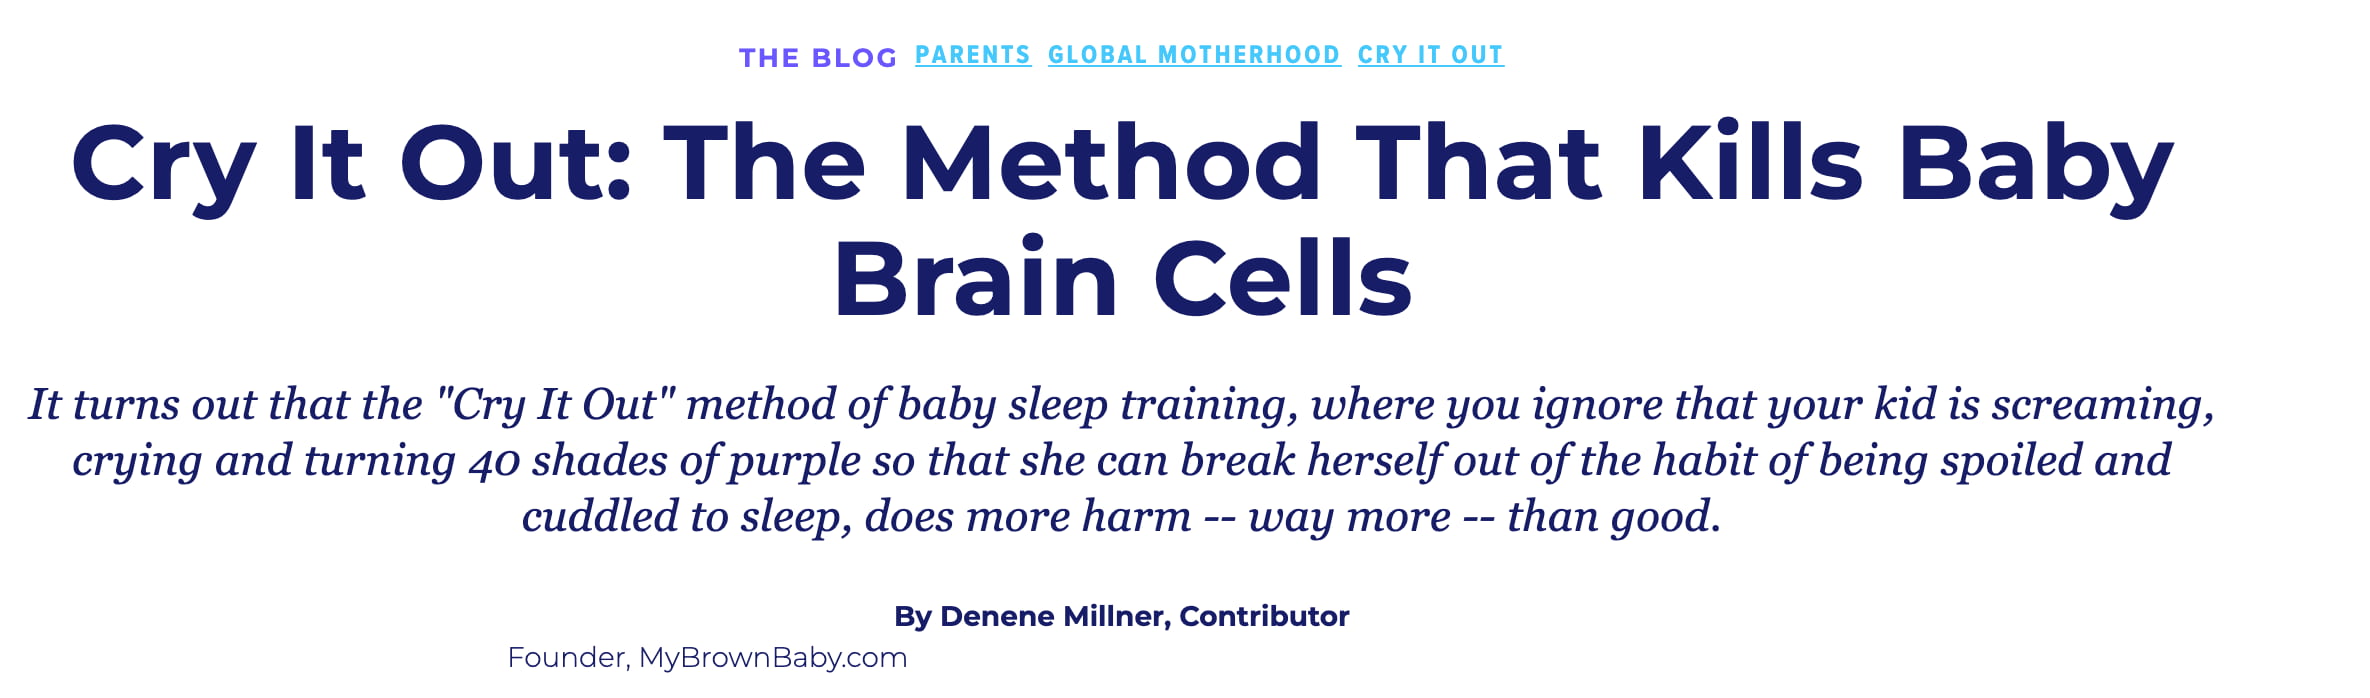 THE BLOG PARENTS GLOBAL MOTHERHOOD CRY IT OUT
Cry It Out: The Method That Kills Baby
Brain Cells
It turns out that the "Cry It Out" method of baby sleep training, where you ignore that your kid is screaming,
crying and turning 40 shades of purple so that she can break herself out of the habit of being spoiled and
cuddled to sleep, does more harm -- way more -- than good.
By Denene Millner, Contributor
Founder, MyBrownBaby.com